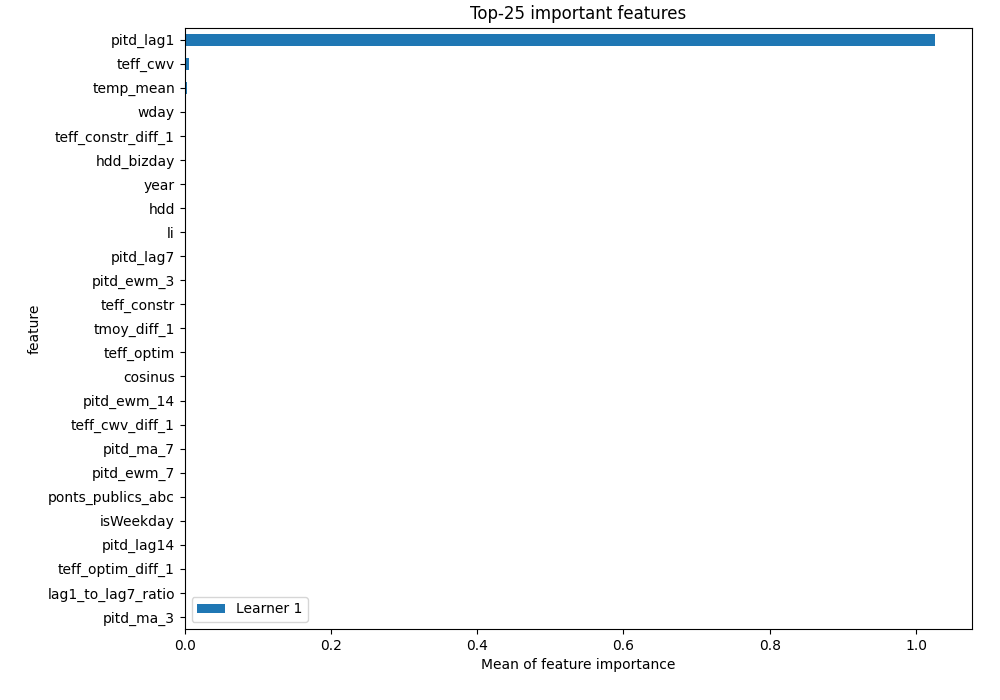 Top-25 important features
pitd_lag1
teff_cwv
temp_mean
wday
teff_constr_diff_1
hdd_bizday
year
hdd
li
pitd_lag7
pitd_ewm_3
teff_constr
tmoy_diff_1
teff_optim
cosinus
pitd_ewm_14
teff_cwv_diff_1
pitd_ma_7
pitd_ewm_7
ponts_publics_abc
isWeekday
pitd_lag14
teff_optim_diff_1
lag1_to_lag7_ratio
pitd_ma_3
feature
Learner 1
0.0 0.2 0.4 0.6 0.8 1.0
Mean of feature importance